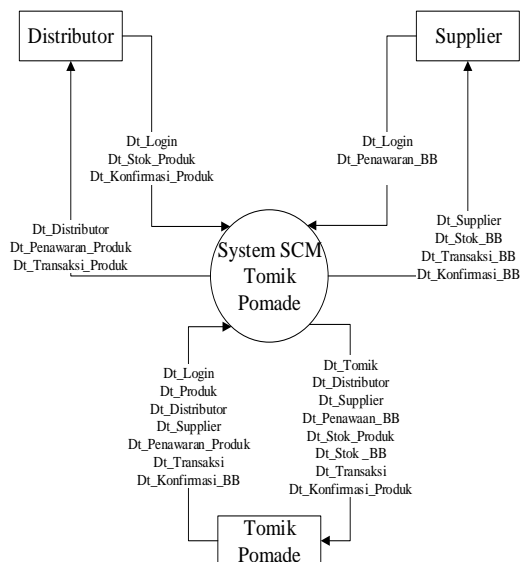 Distributor
Supplier
Dt_Login
Dt_Stok_Produk
Dt_Konfirmasi_Produk
Dt_Login
Dt_Penawaran_BB
Dt_Distributor
Dt_Penawaran_Produk
Dt_Transaksi_Produk
System SCM
Tomik
Pomade
Dt_Supplier
Dt_Stok_BB
Dt_Transaksi_BB
Dt_Konfirmasi_BB
Dt_Login
Dt_Produk
Dt_Distributor
Dt_Supplier
Dt_Penawaran_Produk
Dt_Transaksi
Dt_Konfirmasi_BB
Dt_Tomik
Dt_Distributor
Dt_Supplier
Dt_Penawaan_BB
Dt_Stok_Produk
Dt_Stok _BB
Dt_Transaksi
Dt_Konfirmasi_Produk
Tomik
Pomade